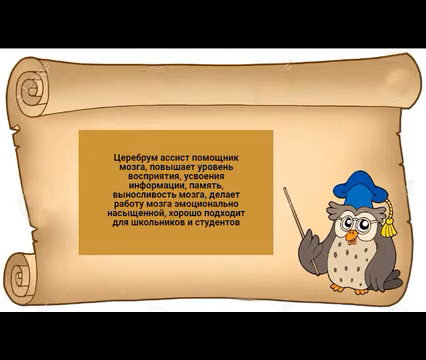 Церебрум ассист помощник
мозга, повышает уровень
восприятия, усвоения
информации, память,
выносливость мозга, делает
работу мозга эмоционально
насыщенной, хорошо подходит
для школьников и студентов